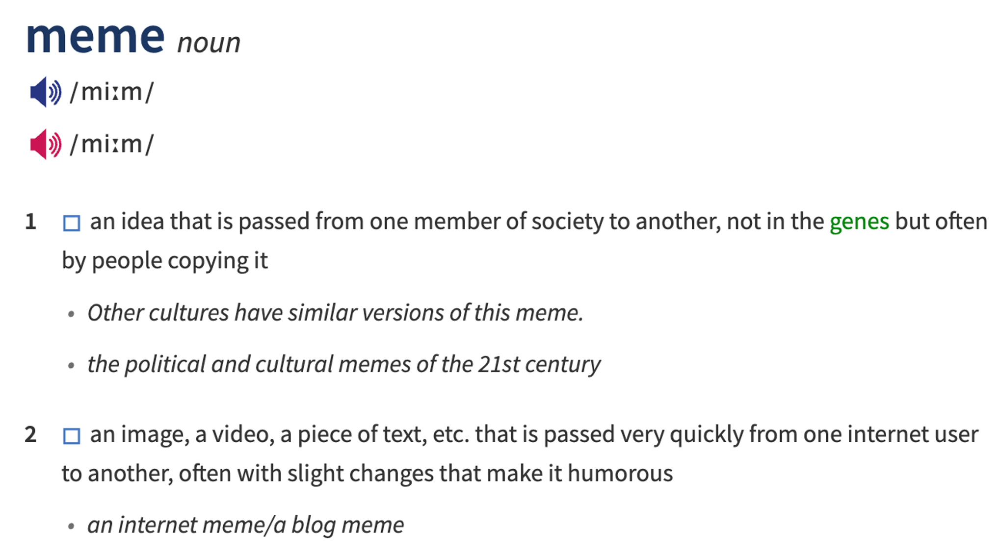 meme noun
/miːm/
/miːm/
1 an idea that is passed from one member of society to another, not in the genes but often
by people copying it
• Other cultures have similar versions of this meme.
• the political and cultural memes of the 21st century
2 an image, a video, a piece of text, etc. that is passed very quickly from one internet user
to another, often with slight changes that make it humorous
• an internet meme/a blog meme